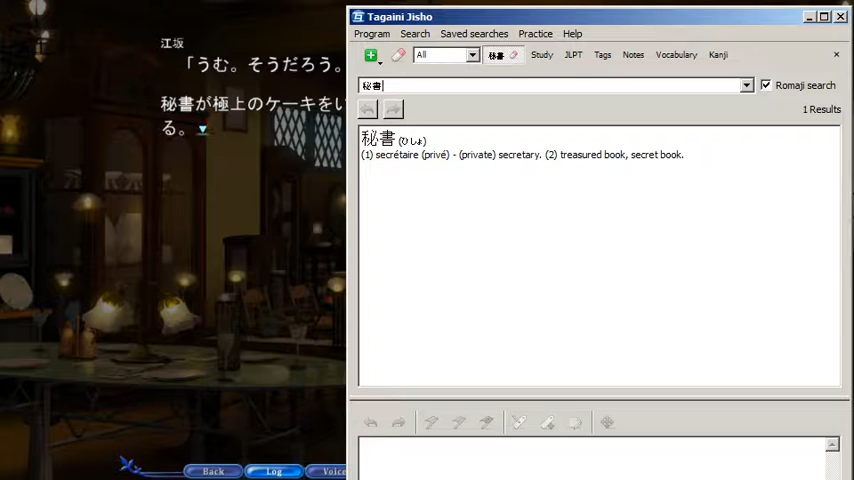 江坂
「うむ。そうだろう。
秘書が極上のケーキをい
る。
Back
Log
Voice
Tagaini Jisho
Program Search Saved searches Practice Help
All 秘書 Study JLPT Tags Notes Vocabulary Kanji
秘書
Romaji search
1 Results
秘書 (ひしょ)
(1) secrétaire (privé) - (private) secretary. (2) treasured book, secret book.